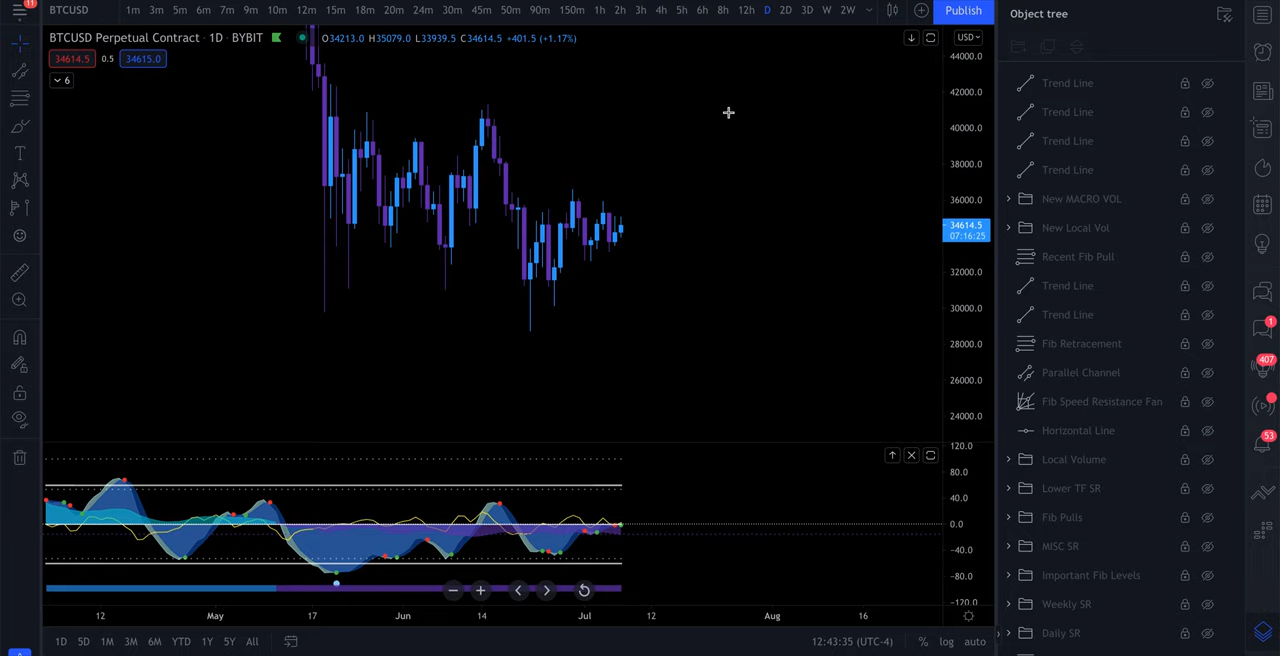 11
BTCUSD 1m 3m 5m 6m 7m 9m 10m 12m 15m 18m 20m 24m 30m 45m 50m 90m 150m 1h 2h 3h 4h 5h 6h 8h 12h D 2D 3D W 2W Publish
Object tree
BTCUSD Perpetual Contract · 1D · BYBIT O34213.0 H35079.0 L33939.5 C34614.5 +401.5 (+1.17%) USD
34614.5 0.5 34615.0
6
44000.0
42000.0
40000.0
38000.0
36000.0
34614.5
07:16:25
32000.0
30000.0
28000.0
26000.0
24000.0
120.0
80.0
40.0
0.0
-40.0
-80.0
-120.0
12 May 17 Jun 14 Jul 12 Aug 16
1D 5D 1M 3M 6M YTD 1Y 5Y All 12:43:35 (UTC-4) % log auto
Trend Line
Trend Line
Trend Line
Trend Line
New MACRO VOL
New Local Vol
Recent Fib Pull
Trend Line
Trend Line
Fib Retracement
Parallel Channel
Fib Speed Resistance Fan
Horizontal Line
Local Volume
Lower TF SR
Fib Pulls
MISC SR
Important Fib Levels
Weekly SR
Daily SR
1
407
53